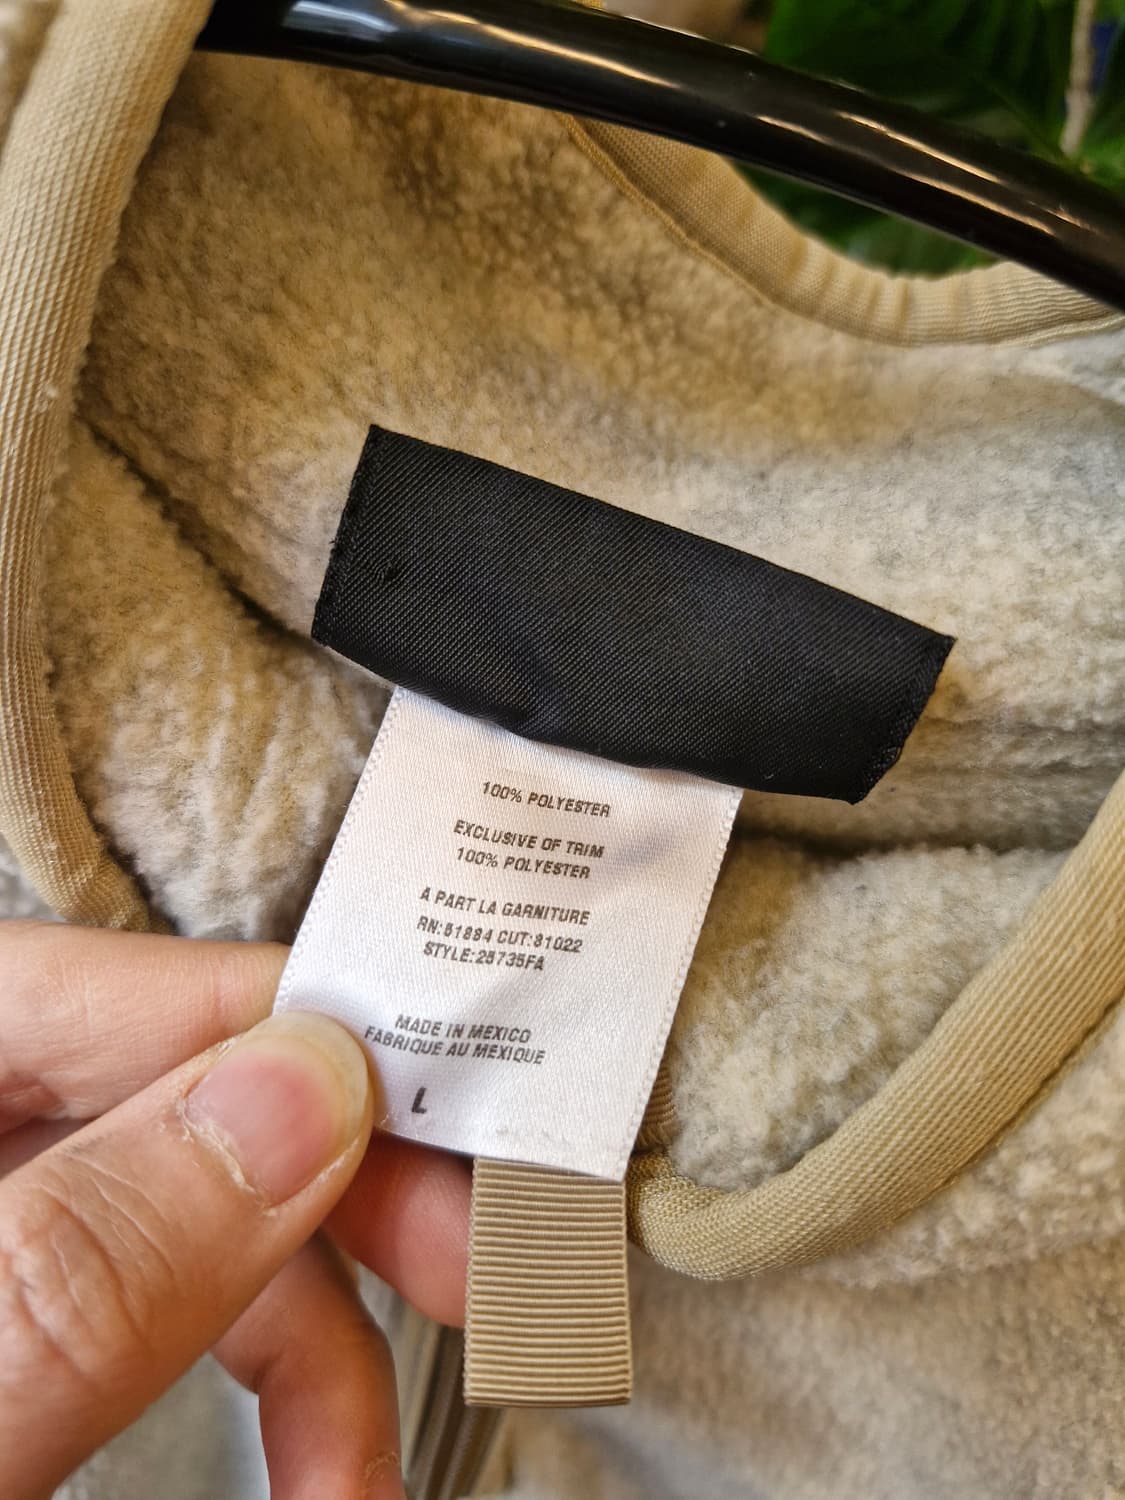 100% POLYESTER
EXCLUSIVE OF TRIM
100% POLYESTER
A PART LA GARNITURE
RN:51884 CUT:81022
STYLE:25735FA
MADE IN MEXICO
FABRIQUE AU MEXIQUE
L